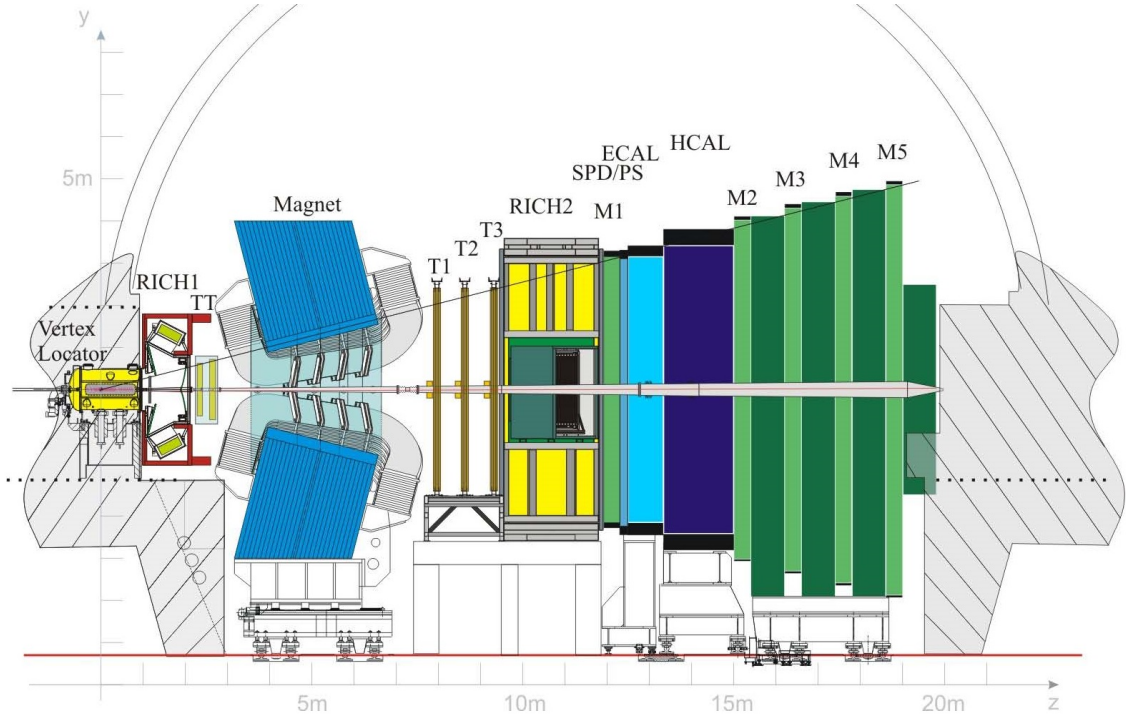 y
5m
ECAL
HCAL
SPD/PS
M1
M2
M3
M4
M5
Magnet
RICH2
T1
T2
T3
RICH1
TT
Vertex
Locator
5m
10m
15m
20m
z